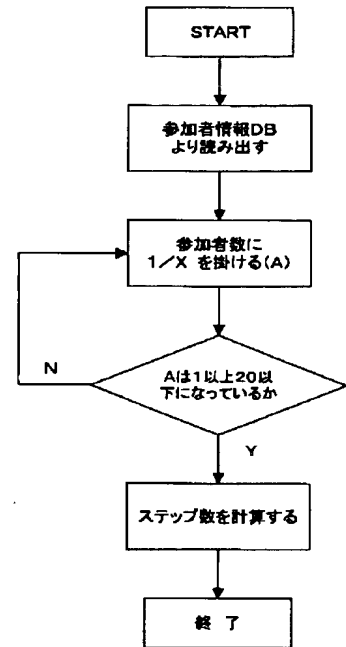 START
参加者情報DB
より読み出す
参加者数に
1/X を掛ける(A)
N
Aは1以上20以
下になっているか
Y
ステップ数を計算する
終 了